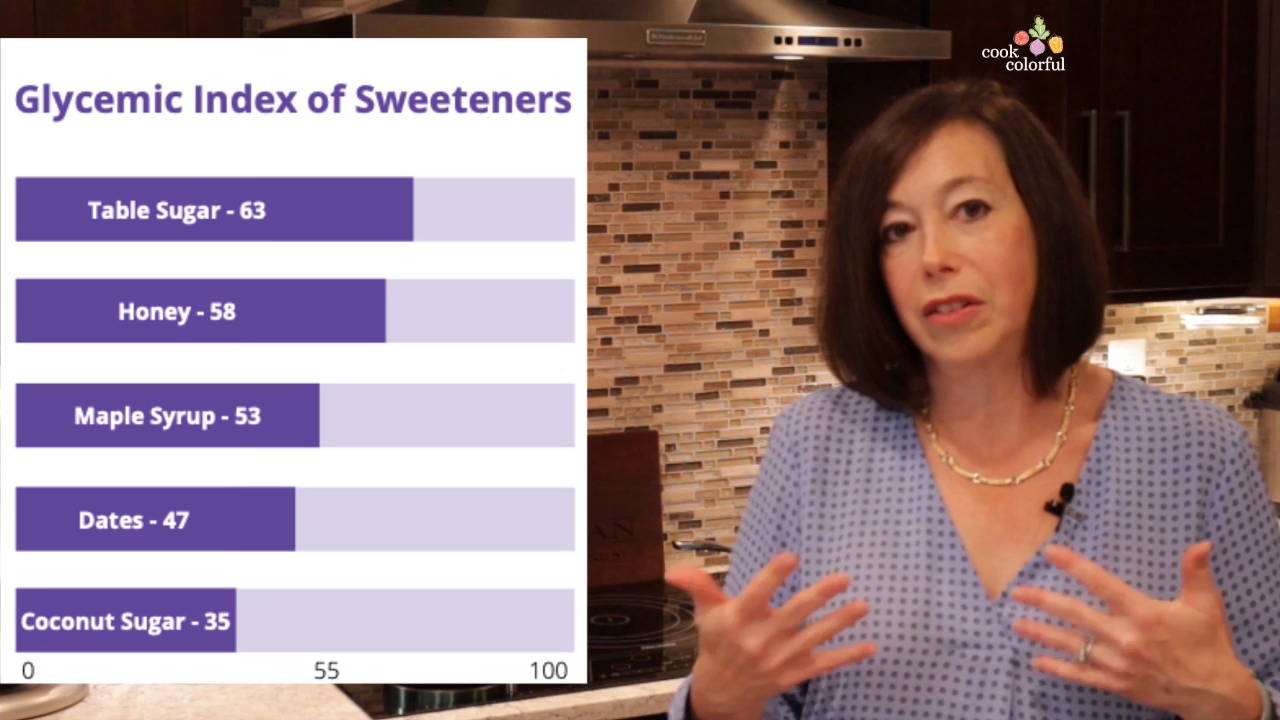 cook
colorful
Glycemic Index of Sweeteners
Table Sugar - 63
Honey - 58
Maple Syrup - 53
Dates - 47
Coconut Sugar - 35
0 55 100